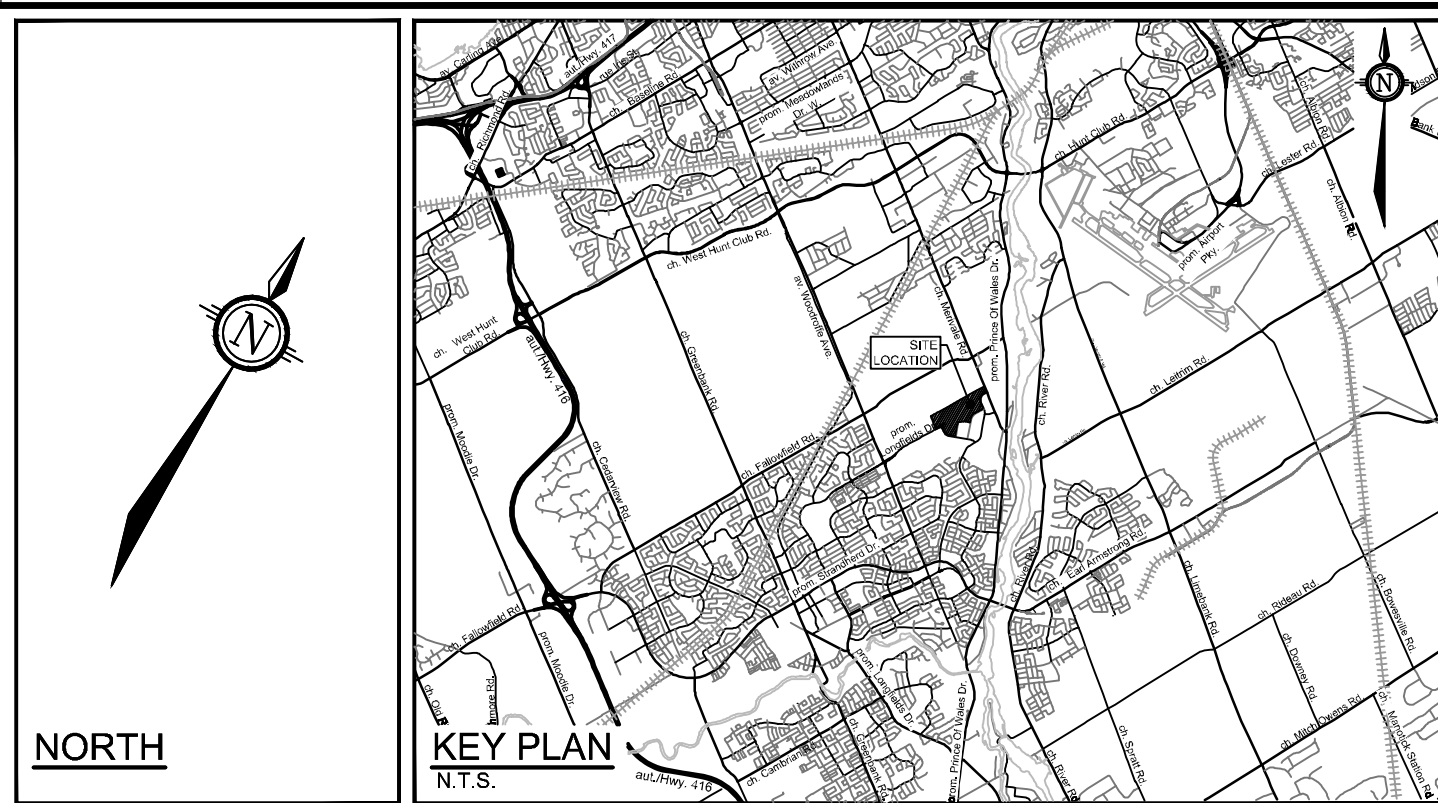 N
NORTH
KEY PLAN
N.T.S.
N
SITE
LOCATION
av. Carling Ave.
aut./Hwy. 417
rue Iris St.
ch. Baseline Rd.
ch. Richmond Rd.
av. Withrow Ave.
prom. Meadowlands
Dr. W.
ch. Hunt Club Rd.
ch. Albion Rd.
Bank
ch. Lester Rd.
ch. Albion Rd.
prom. Airport
Pky.
ch. West Hunt Club Rd.
ch. West Hunt
Club Rd.
aut./Hwy. 416
av. Woodroffe Ave.
ch. Merivale Rd.
prom. Prince Of Wales Dr.
ch. River Rd.
ch. Leitrim Rd.
ch. Greenbank Rd.
prom. Moodie Dr.
ch. Cedarview Rd.
ch. Fallowfield Rd.
prom.
Longfields Dr.
prom. Strandherd Dr.
ch. River Rd.
ch. Earl Armstrong Rd.
ch. Limebank Rd.
ch. Rideau Rd.
ch. Bowesville Rd.
ch. Fallowfield Rd.
prom. Moodie Dr.
ch. Old
prom. Longfields Dr.
prom. Prince Of Wales Dr.
ch. Greenbank Rd.
ch. Cambrian Rd.
aut./Hwy. 416
ch. River Rd.
ch. Spratt Rd.
ch. Downey Rd.
ch. Mitch Owens Rd.
ch. Manotick Station Rd.